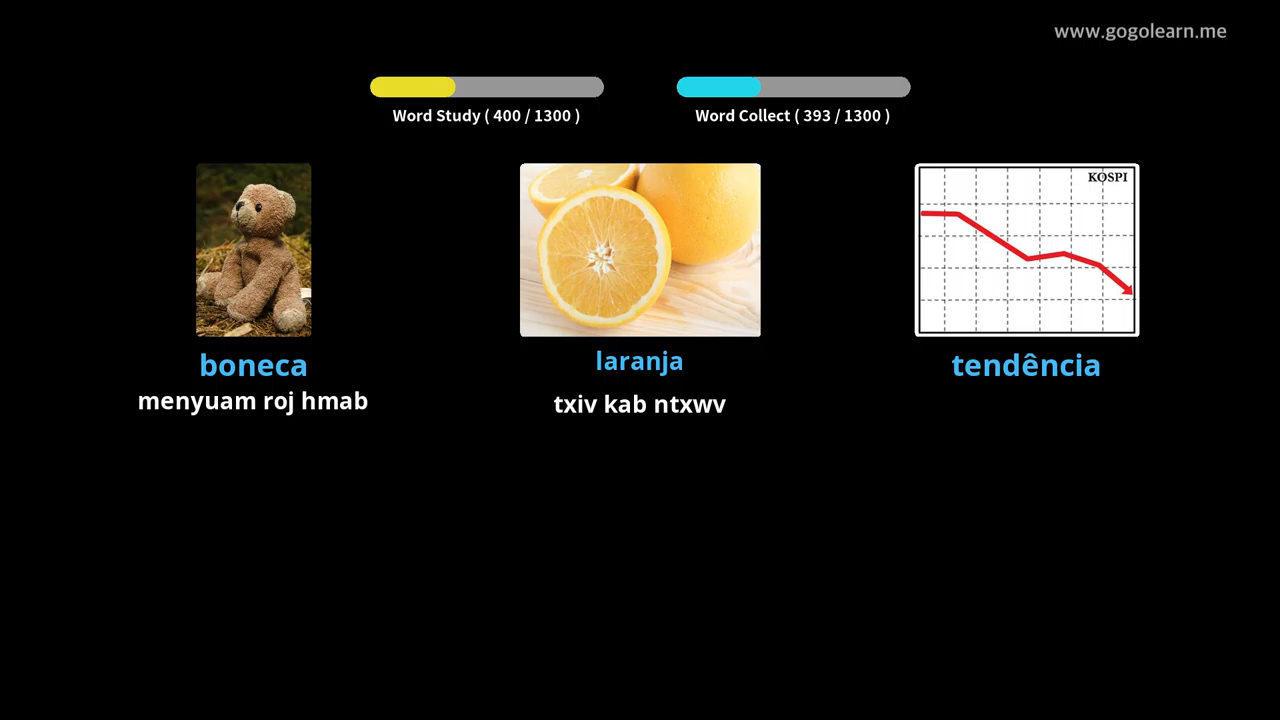 www.gogolearn.me
Word Study ( 400 / 1300 )
Word Collect ( 393 / 1300 )
KOSPI
boneca
laranja
tendência
menyuam roj hmab
txiv kab ntxwv